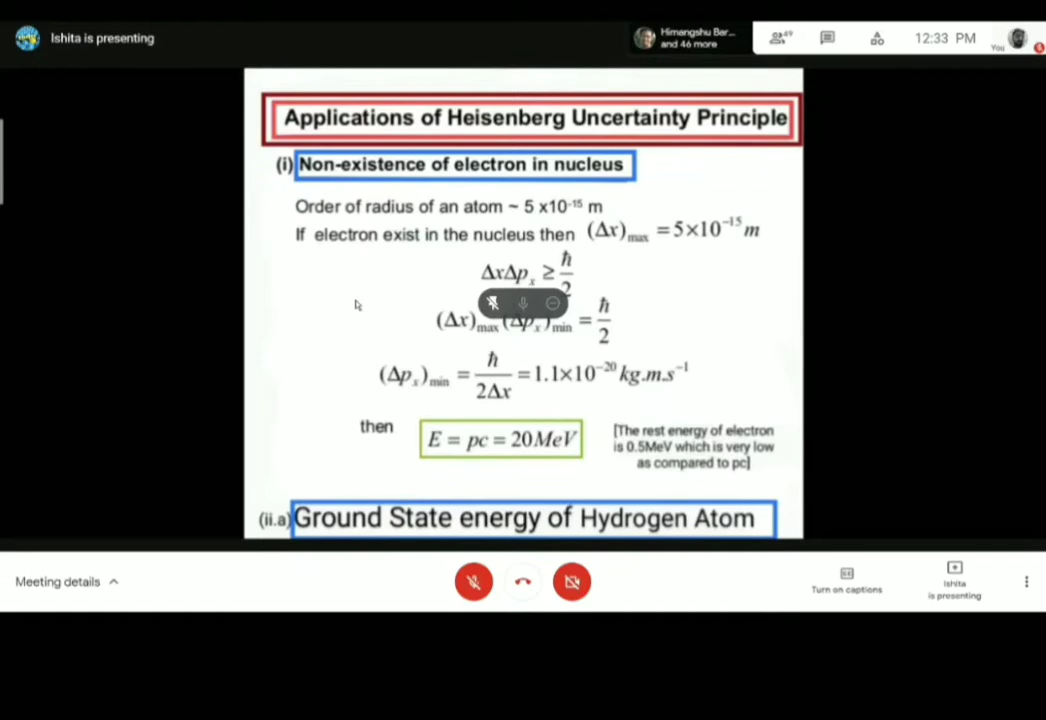 Ishita is presenting
Himangshu Bar...
and 46 more
49
12:33 PM
You
Applications of Heisenberg Uncertainty Principle
(i) Non-existence of electron in nucleus
Order of radius of an atom ~ 5 x10⁻¹⁵ m
If electron exist in the nucleus then (Δx)max = 5×10⁻¹⁵ m
ΔxΔpₓ ≥ ħ/2
(Δx)max (Δpₓ)min = ħ/2
(Δpₓ)min = ħ/2Δx = 1.1×10⁻²⁰ kg.m.s⁻¹
then E = pc = 20MeV
[The rest energy of electron
is 0.5MeV which is very low
as compared to pc]
(ii.a) Ground State energy of Hydrogen Atom
Meeting details
Turn on captions
Ishita
is presenting